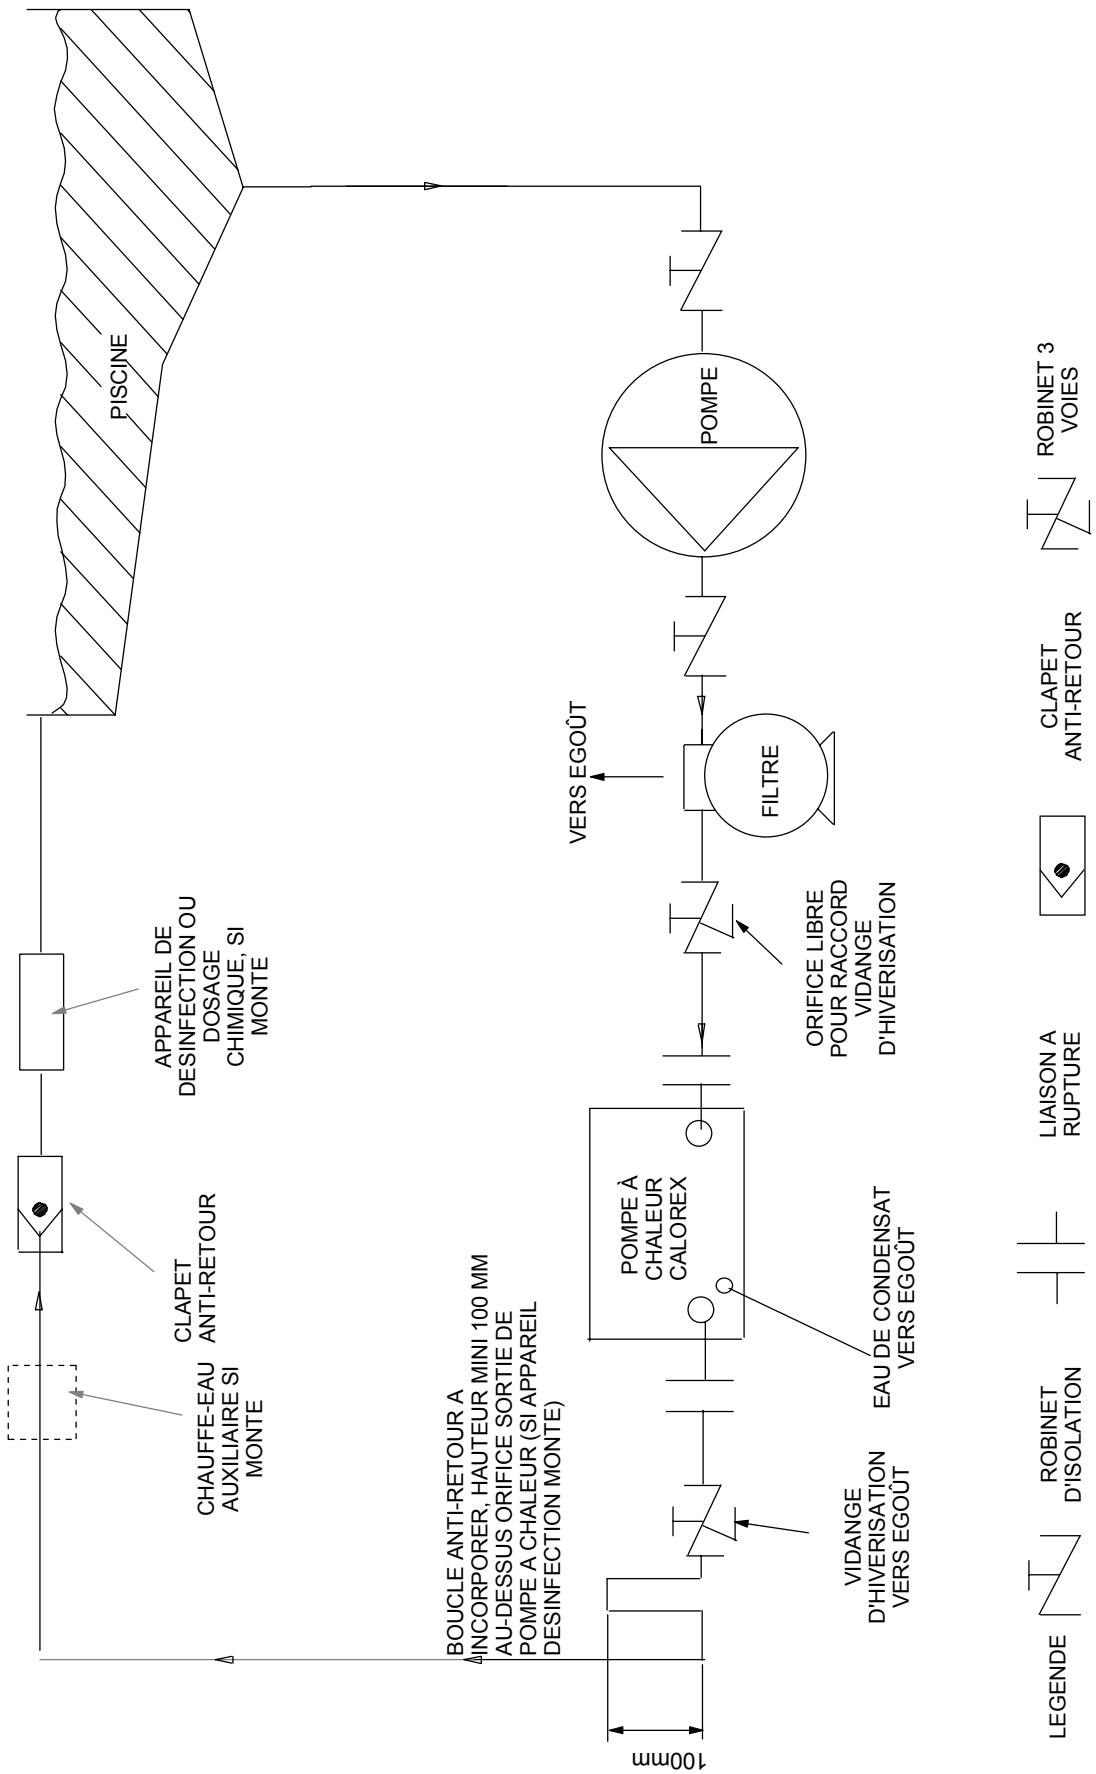 PISCINE
APPAREIL DE
DESINFECTION OU
DOSAGE
CHIMIQUE, SI
MONTE
CLAPET
ANTI-RETOUR
CHAUFFE-EAU
AUXILIAIRE SI
MONTE
BOUCLE ANTI-RETOUR A
INCORPORER, HAUTEUR MINI 100 MM
AU-DESSUS ORIFICE SORTIE DE
POMPE A CHALEUR (SI APPAREIL
DESINFECTION MONTE)
100mm
VIDANGE
D'HIVERISATION
VERS EGOÛT
POMPE À
CHALEUR
CALOREX
EAU DE CONDENSAT
VERS EGOÛT
ORIFICE LIBRE
POUR RACCORD
VIDANGE
D'HIVERISATION
VERS EGOÛT
FILTRE
POMPE
LEGENDE
ROBINET
D'ISOLATION
LIAISON A
RUPTURE
CLAPET
ANTI-RETOUR
ROBINET 3
VOIES